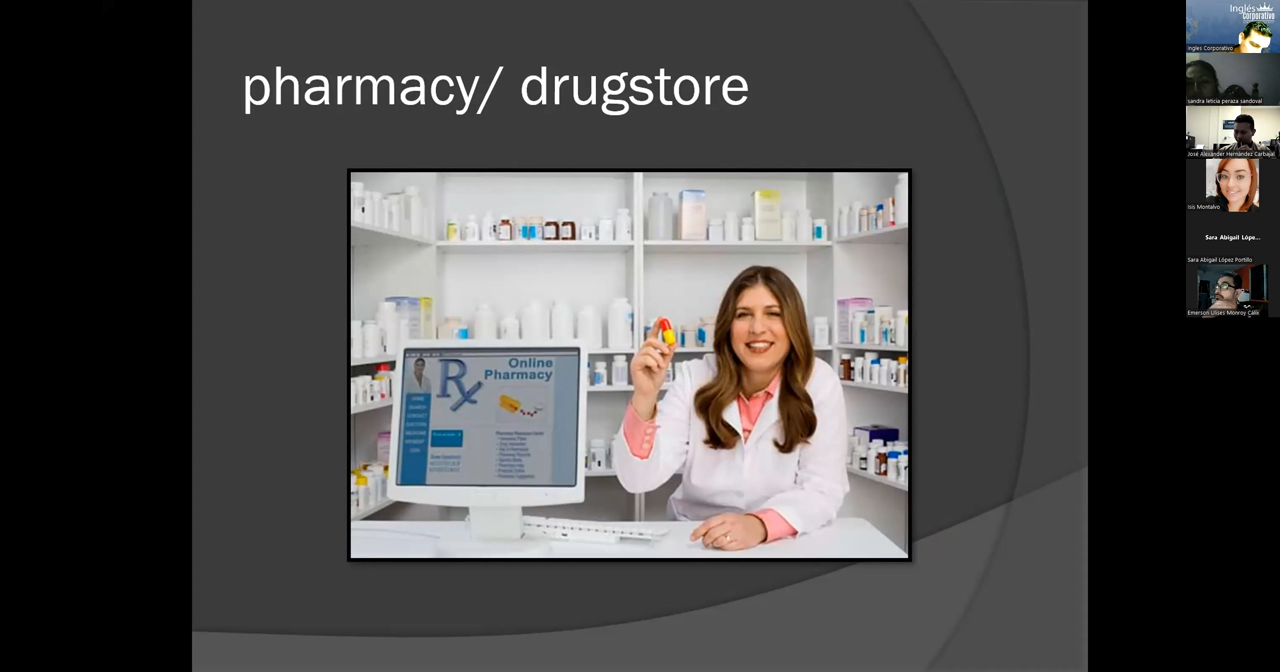 pharmacy/ drugstore
Online
Pharmacy
Rx
Inglés
Corporativo
Ingles Corporativo
sandra leticia peraza sandoval
José Alexander Hernández Carbajal
Isis Montalvo
Sara Abigail Lópe...
Sara Abigail López Portillo
Emerson Ulises Monroy Calix